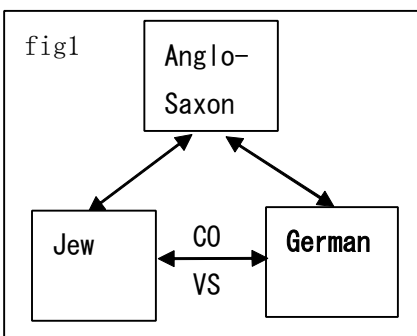 fig1
Anglo-
Saxon
Jew
CO
VS
German